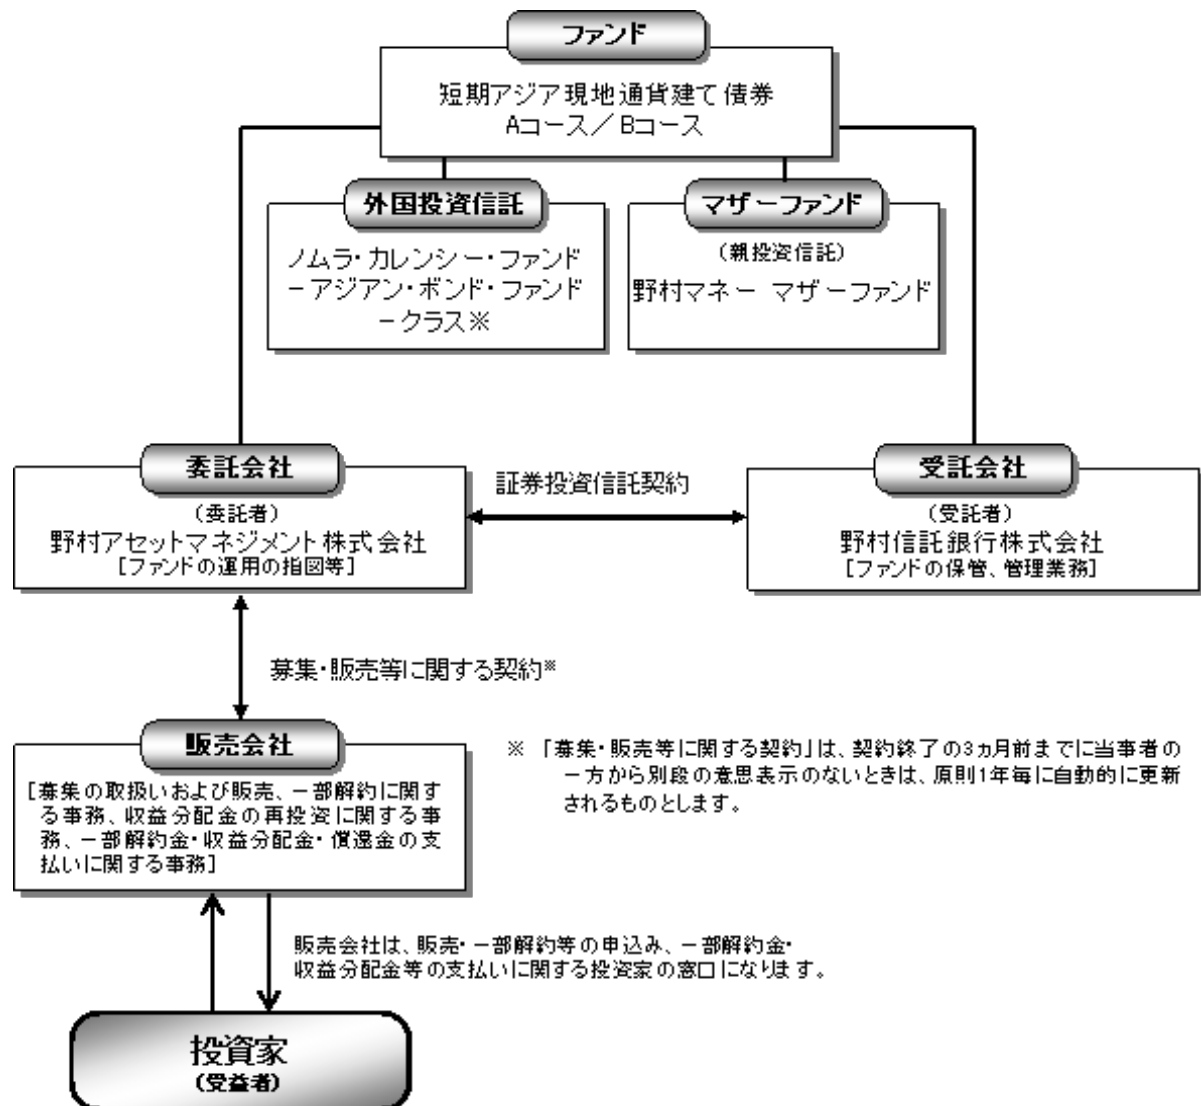 ファンド
短期アジア現地通貨建て債券
Aコース／Bコース
外国投資信託
ノムラ・カレンシー・ファンド
－アジアン・ボンド・ファンド
－クラス※
マザーファンド
（親投資信託）
野村マネー マザーファンド
委託会社
（委託者）
野村アセットマネジメント株式会社
［ファンドの運用の指図等］
証券投資信託契約
受託会社
（受託者）
野村信託銀行株式会社
［ファンドの保管、管理業務］
募集・販売等に関する契約※
販売会社
［募集の取扱いおよび販売、一部解約に関す
る事務、収益分配金の再投資に関する事
務、一部解約金・収益分配金・償還金の支
払いに関する事務］
※ 「募集・販売等に関する契約」は、契約終了の3ヵ月前までに当事者の
一方から別段の意思表示のないときは、原則1年毎に自動的に更新
されるものとします。
販売会社は、販売・一部解約等の申込み、一部解約金・
収益分配金等の支払いに関する投資家の窓口になります。
投資家
（受益者）